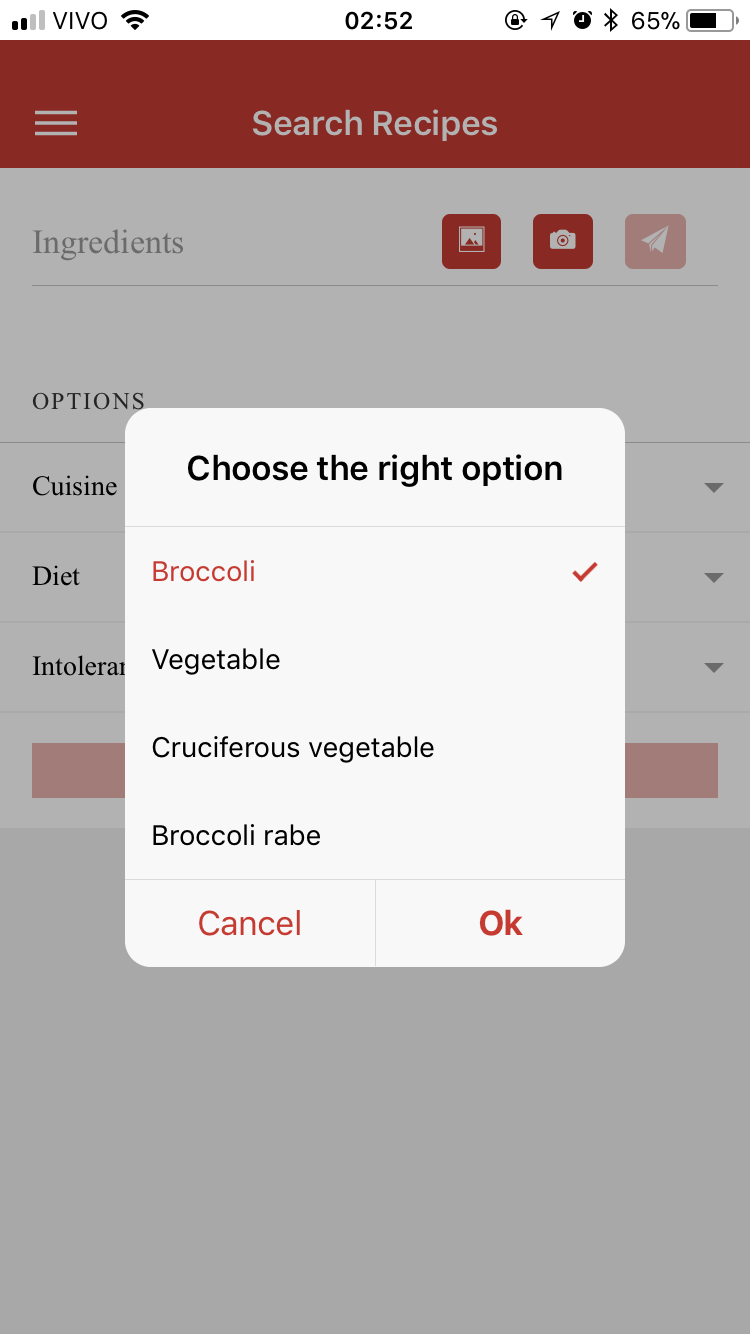 VIVO 02:52 65%
Search Recipes
Ingredients
OPTIONS
Choose the right option
Cuisine
Broccoli
Diet
Vegetable
Cruciferous vegetable
Broccoli rabe
Cancel Ok